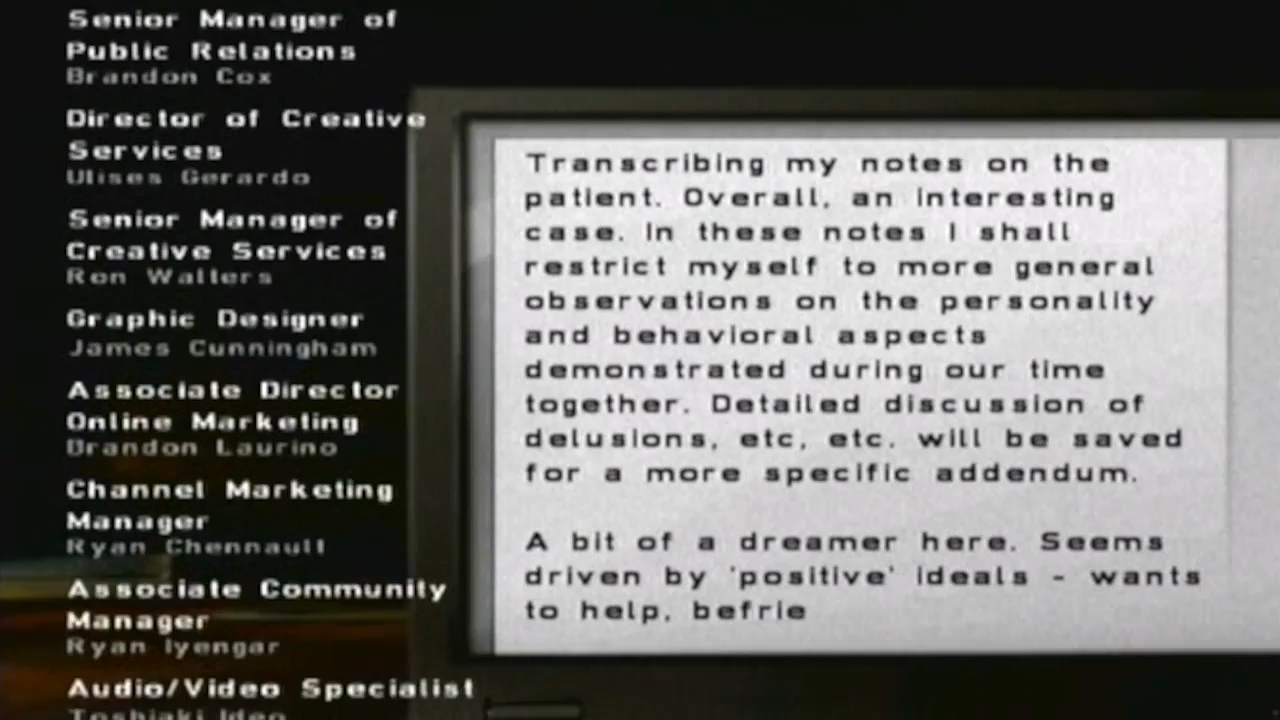 Senior Manager of
Public Relations
Brandon Cox
Director of Creative
Services
Ulises Gerardo
Senior Manager of
Creative Services
Ron Walters
Graphic Designer
James Cunningham
Associate Director
Online Marketing
Brandon Laurino
Channel Marketing
Manager
Ryan Chennault
Associate Community
Manager
Ryan Iyengar
Audio/Video Specialist
Toshiaki Ideo
Transcribing my notes on the
patient. Overall, an interesting
case. In these notes I shall
restrict myself to more general
observations on the personality
and behavioral aspects
demonstrated during our time
together. Detailed discussion of
delusions, etc, etc. will be saved
for a more specific addendum.
A bit of a dreamer here. Seems
driven by 'positive' ideals - wants
to help, befrie